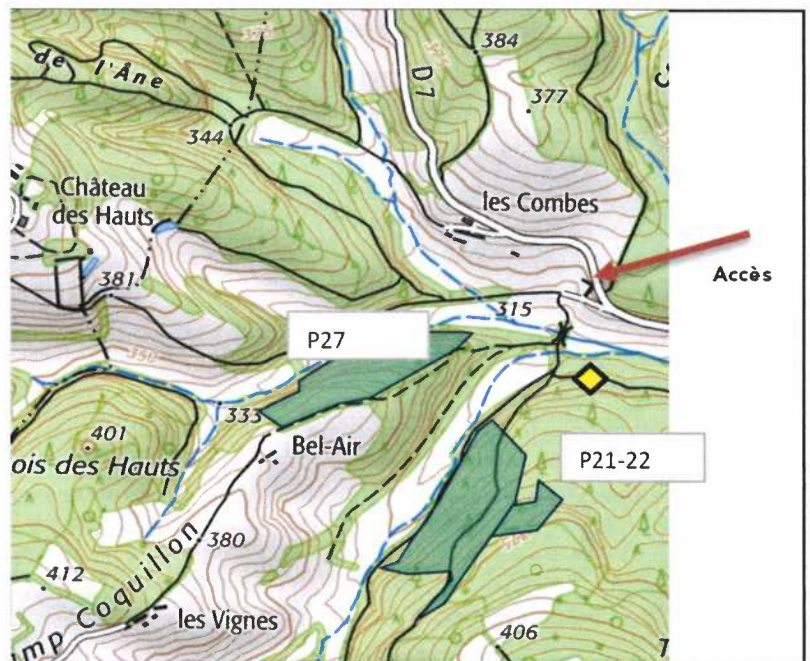 384
de l'Âne
D7
377
344
Château
des Hauts
les Combes
Accès
381
315
P27
350
333
401
Bel-Air
P21-22
ois des Hauts
380
412
mp Coquillon
les Vignes
406
T